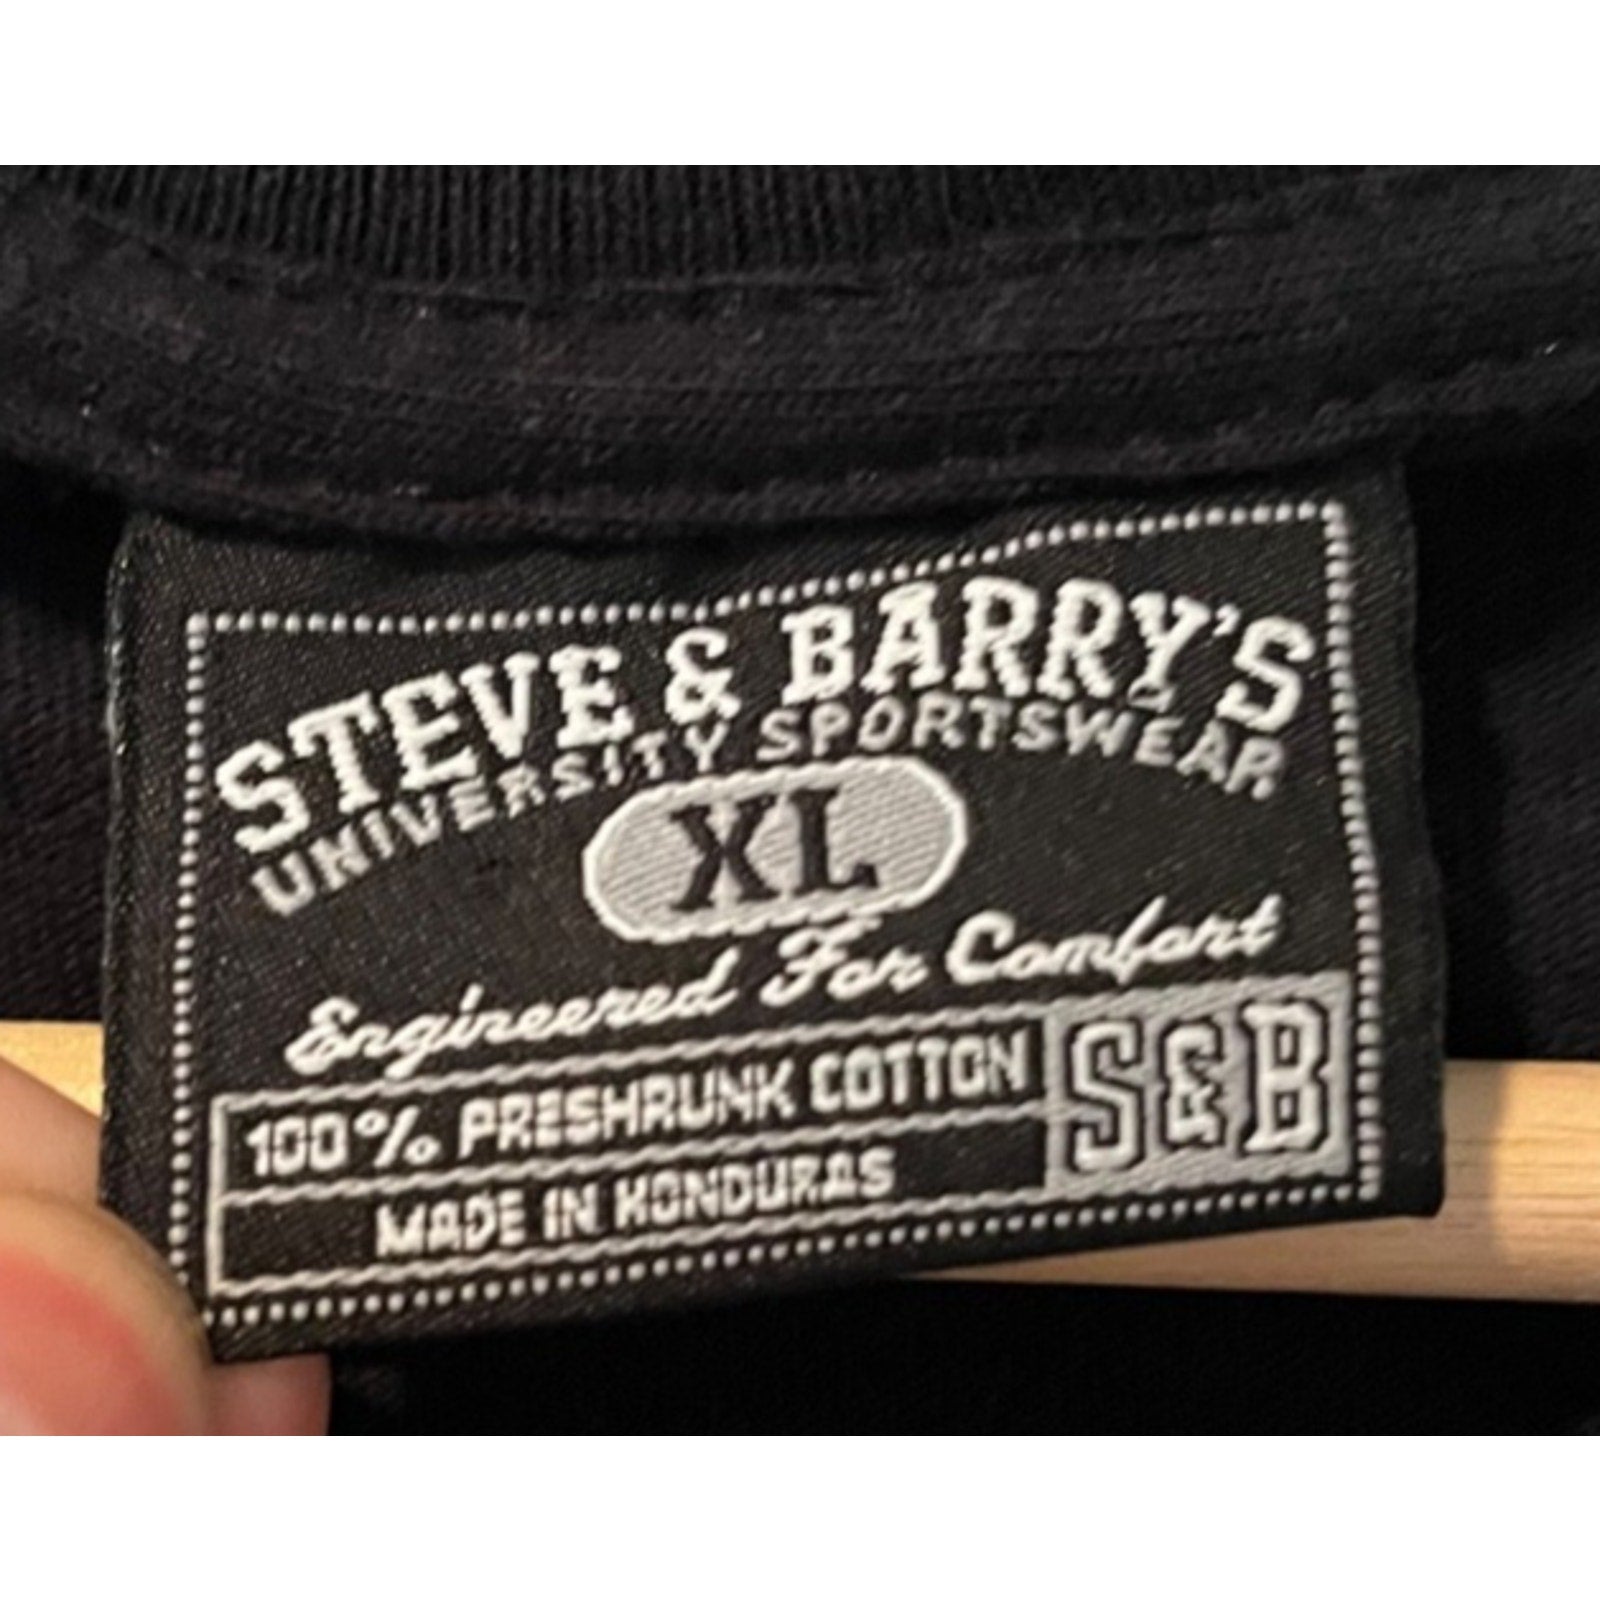 STEVE & BARRY'S
UNIVERSITY SPORTSWEAR
XL
Engineered For Comfort
100% PRESHRUNK COTTON
S&B
MADE IN HONDURAS